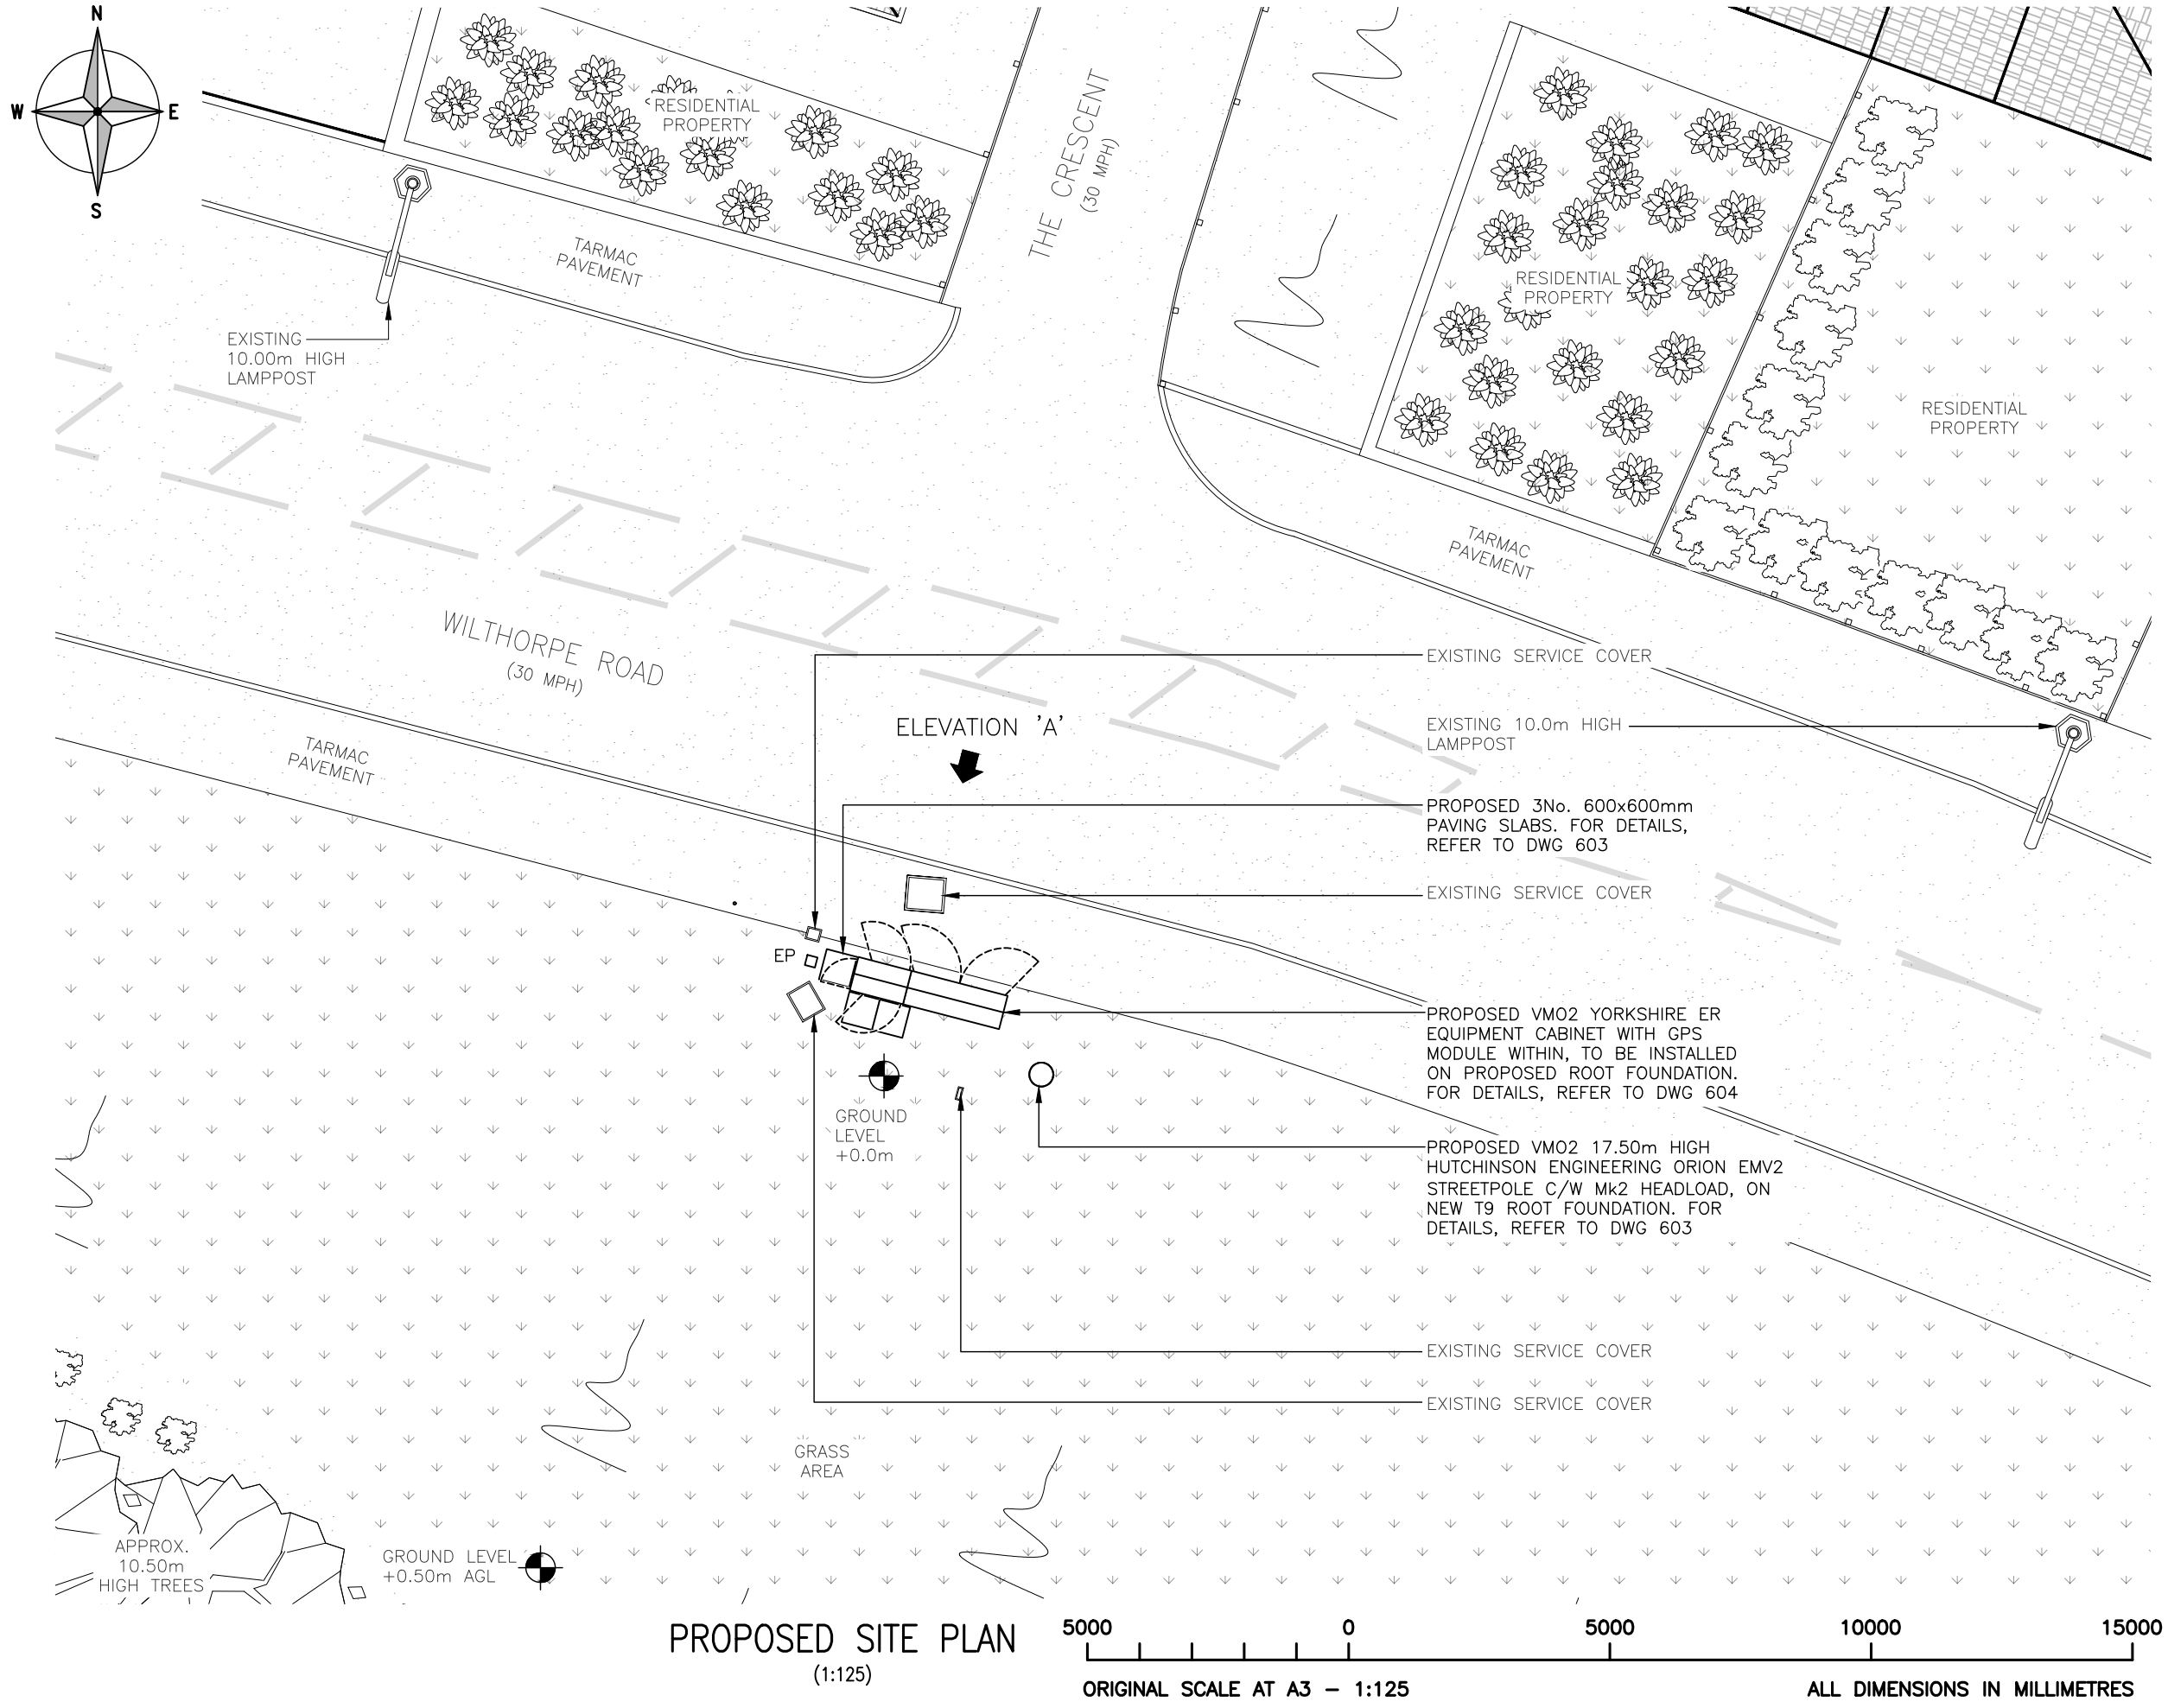 N
W
E
S
RESIDENTIAL
PROPERTY
THE CRESCENT
(30 MPH)
TARMAC
PAVEMENT
RESIDENTIAL
PROPERTY
EXISTING
10.00m HIGH
LAMPPOST
RESIDENTIAL
PROPERTY
TARMAC
PAVEMENT
WILTHORPE ROAD
(30 MPH)
EXISTING SERVICE COVER
ELEVATION 'A'
EXISTING 10.0m HIGH
LAMPPOST
TARMAC
PAVEMENT
PROPOSED 3No. 600x600mm
PAVING SLABS. FOR DETAILS,
REFER TO DWG 603
EXISTING SERVICE COVER
EP
PROPOSED VMO2 YORKSHIRE ER
EQUIPMENT CABINET WITH GPS
MODULE WITHIN, TO BE INSTALLED
ON PROPOSED ROOT FOUNDATION.
FOR DETAILS, REFER TO DWG 604
GROUND
LEVEL
+0.0m
PROPOSED VMO2 17.50m HIGH
HUTCHINSON ENGINEERING ORION EMV2
STREETPOLE C/W Mk2 HEADLOAD, ON
NEW T9 ROOT FOUNDATION. FOR
DETAILS, REFER TO DWG 603
EXISTING SERVICE COVER
EXISTING SERVICE COVER
GRASS
AREA
APPROX.
10.50m
HIGH TREES
GROUND LEVEL
+0.50m AGL
PROPOSED SITE PLAN
(1:125)
5000 0 5000 10000 15000
ORIGINAL SCALE AT A3 - 1:125
ALL DIMENSIONS IN MILLIMETRES